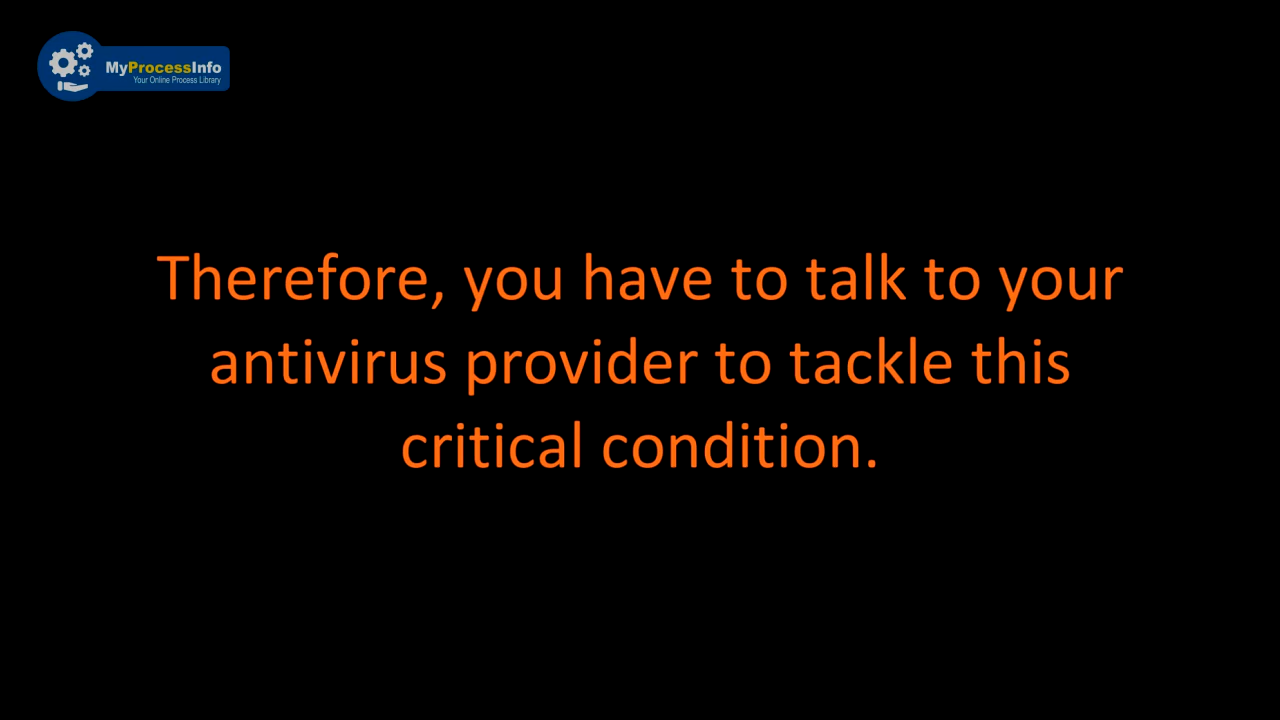 MyProcessInfo
Your Online Process Library
Therefore, you have to talk to your
antivirus provider to tackle this
critical condition.